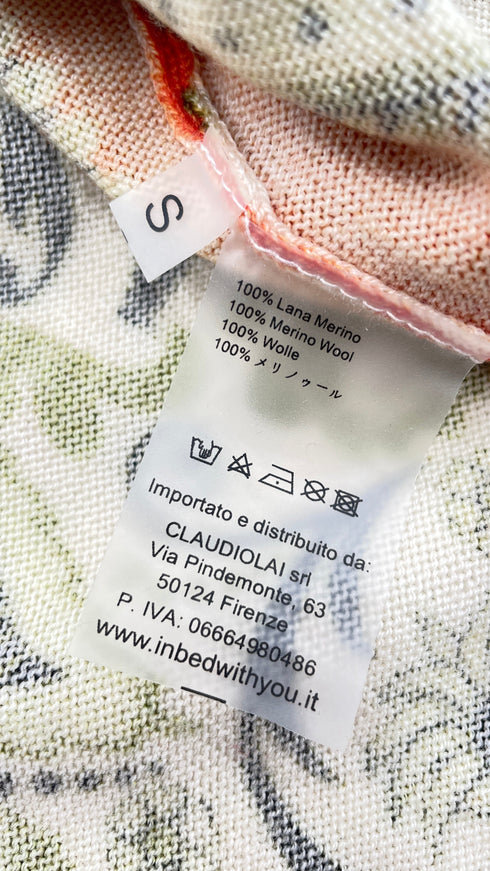 S
100% Lana Merino
100% Merino Wool
100% Wolle
100% メリノゥール
Importato e distribuito da:
CLAUDIOLAI srl
Via Pindemonte, 63
50124 Firenze
P. IVA: 06664980486
www.inbedwithyou.it